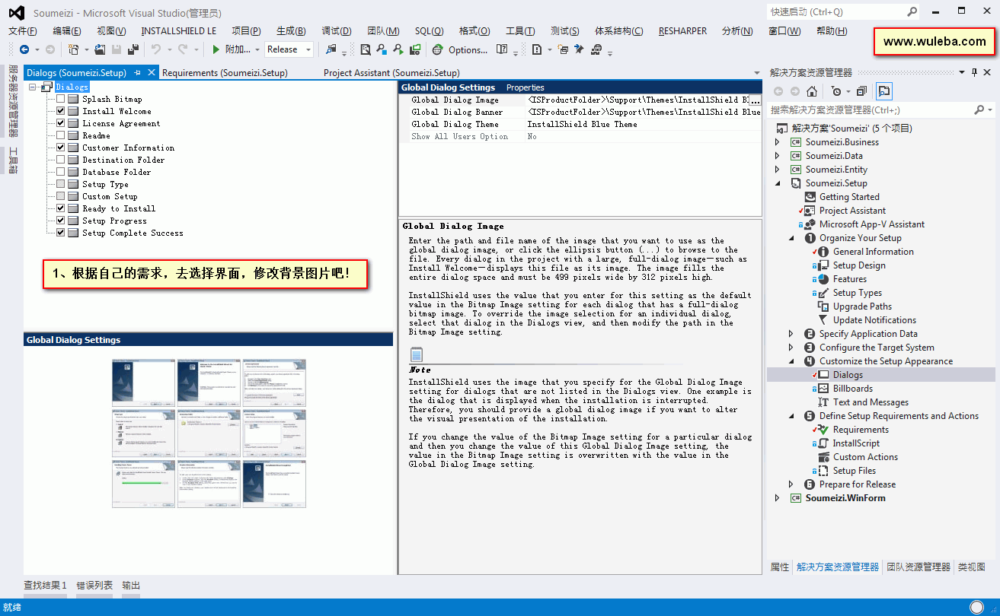 Soumeizi - Microsoft Visual Studio(管理员)
快速启动 (Ctrl+Q)
文件(F) 编辑(E) 视图(V) INSTALLSHIELD LE 项目(P) 生成(B) 调试(D) 团队(M) SQL(Q) 格式(O) 工具(T) 测试(S) 体系结构(C) RESHARPER 分析(N) 窗口(W) 帮助(H)
www.wuleba.com
附加... Release Options...
服务器资源管理器
工具箱
Dialogs (Soumeizi.Setup) Requirements (Soumeizi.Setup) Project Assistant (Soumeizi.Setup)
Dialogs
Splash Bitmap
Install Welcome
License Agreement
Readme
Customer Information
Destination Folder
Database Folder
Setup Type
Custom Setup
Ready to Install
Setup Progress
Setup Complete Success
1、根据自己的需求，去选择界面，修改背景图片吧！
Global Dialog Settings
Global Dialog Settings Properties
Global Dialog Image <ISProductFolder>\Support\Themes\InstallShield B ...
Global Dialog Banner <ISProductFolder>\Support\Themes\InstallShield Blue
Global Dialog Theme InstallShield Blue Theme
Show All Users Option No
Global Dialog Image
Enter the path and file name of the image that you want to use as the
global dialog image, or click the ellipsis button (...) to browse to the
file. Every dialog in the project with a large, full-dialog image—such as
Install Welcome—displays this file as its image. The image fills the
entire dialog space and must be 499 pixels wide by 312 pixels high.
InstallShield uses the value that you enter for this setting as the default
value in the Bitmap Image setting for each dialog that has a full-dialog
bitmap image. To override the image selection for an individual dialog,
select that dialog in the Dialogs view, and then modify the path in the
Bitmap Image setting.
Note
InstallShield uses the image that you specify for the Global Dialog Image
setting for dialogs that are not listed in the Dialogs view. One example is
the dialog that is displayed when the installation is interrupted.
Therefore, you should provide a global dialog image if you want to alter
the visual presentation of the installation.
If you change the value of the Bitmap Image setting for a particular dialog
and then you change the value of this Global Dialog Image setting, the
value in the Bitmap Image setting is overwritten with the value in the
Global Dialog Image setting.
解决方案资源管理器
搜索解决方案资源管理器(Ctrl+;)
解决方案'Soumeizi' (5 个项目)
C# Soumeizi.Business
C# Soumeizi.Data
C# Soumeizi.Entity
Soumeizi.Setup
Getting Started
Project Assistant
Microsoft App-V Assistant
1 Organize Your Setup
General Information
Setup Design
Features
Setup Types
Upgrade Paths
Update Notifications
2 Specify Application Data
3 Configure the Target System
4 Customize the Setup Appearance
Dialogs
Billboards
Text and Messages
5 Define Setup Requirements and Actions
Requirements
InstallScript
Custom Actions
Setup Files
6 Prepare for Release
C# Soumeizi.WinForm
属性 解决方案资源管理器 团队资源管理器 类视图
查找结果 1 错误列表 输出
就绪